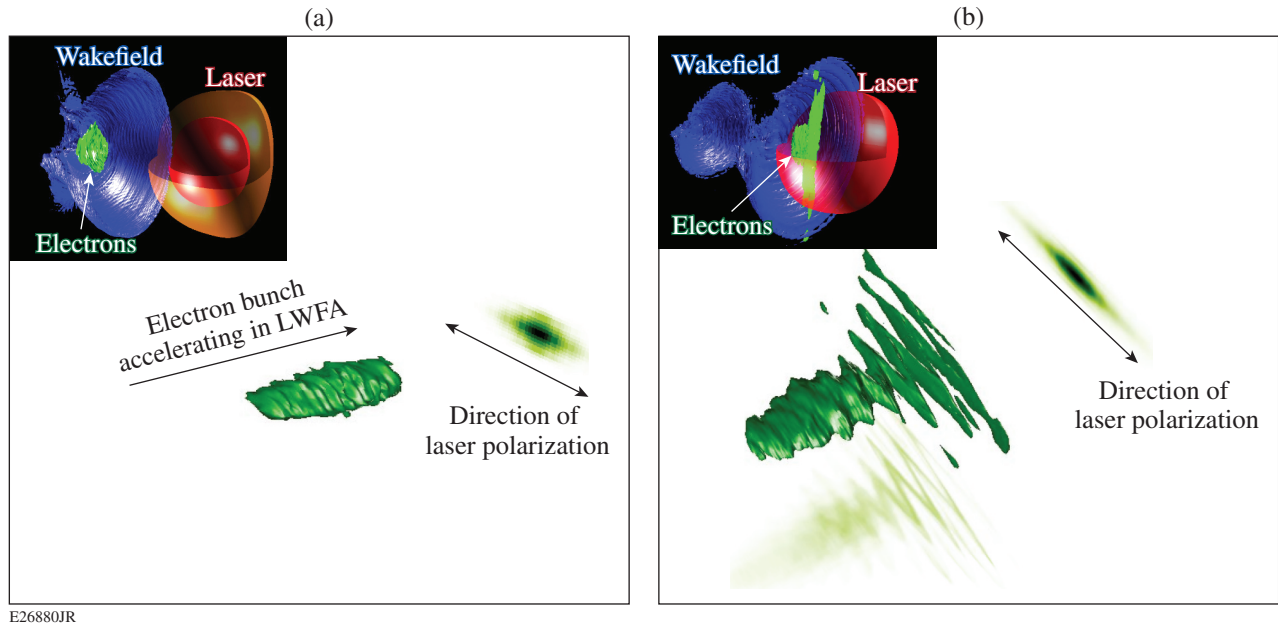 (a)
Wakefield
Laser
Electrons
Electron bunch
accelerating in LWFA
Direction of
laser polarization
(b)
Wakefield
Laser
Electrons
Direction of
laser polarization
E26880JR